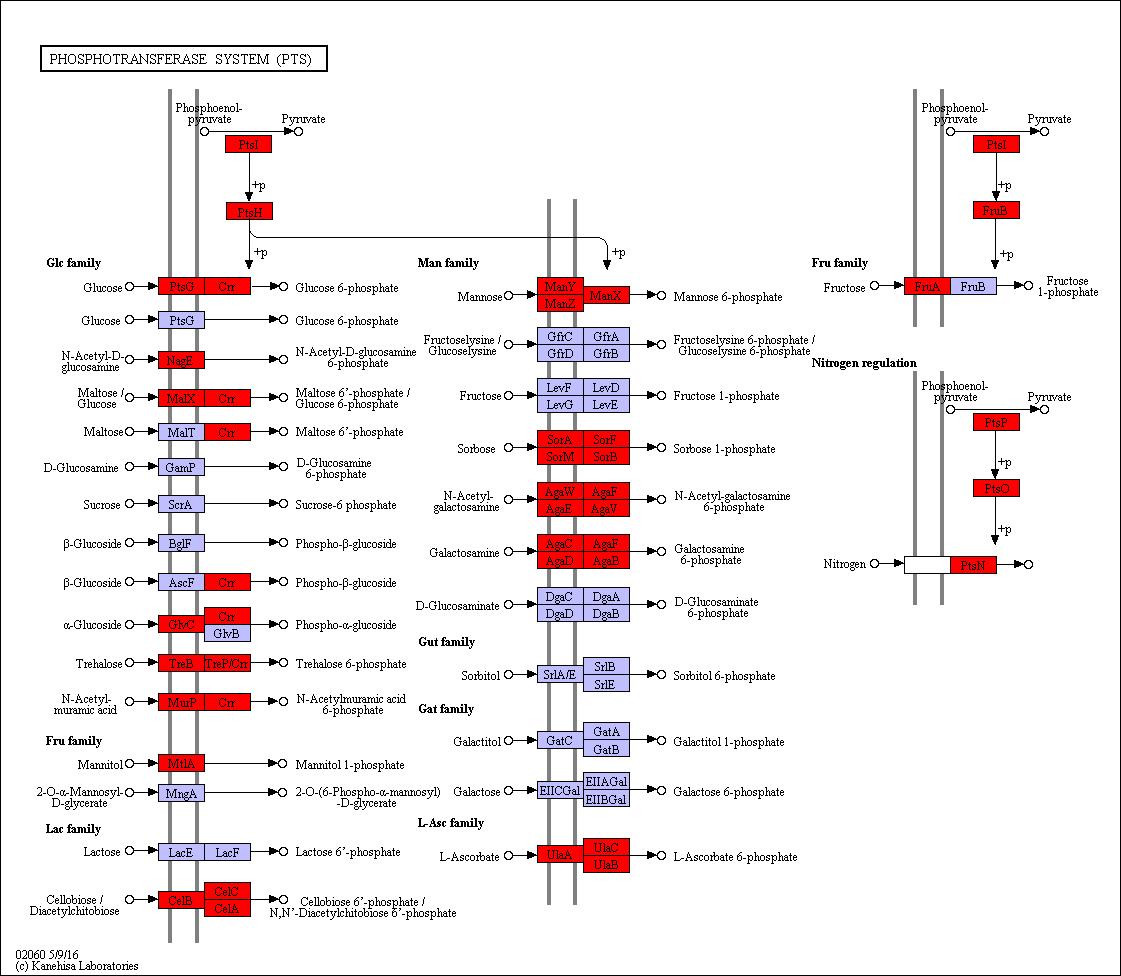 PHOSPHOTRANSFERASE SYSTEM (PTS)
Phosphoenol-
pyruvate
Pyruvate
PtsI
+p
PtsH
+p
+p
Glc family
Glucose
PtsG
Crr
Glucose 6-phosphate
Glucose
PtsG
Glucose 6-phosphate
N-Acetyl-D-
glucosamine
NagE
N-Acetyl-D-glucosamine
6-phosphate
Maltose /
Glucose
MalX
Crr
Maltose 6'-phosphate /
Glucose 6-phosphate
Maltose
MalT
Crr
Maltose 6'-phosphate
D-Glucosamine
GamP
D-Glucosamine
6-phosphate
Sucrose
ScrA
Sucrose-6 phosphate
β-Glucoside
BglF
Phospho-β-glucoside
β-Glucoside
AscF
Crr
Phospho-β-glucoside
α-Glucoside
GlvC
Crr
GlvB
Phospho-α-glucoside
Trehalose
TreB
TreP/Crr
Trehalose 6-phosphate
N-Acetyl-
muramic acid
MurP
Crr
N-Acetylmuramic acid
6-phosphate
Fru family
Mannitol
MtlA
Mannitol 1-phosphate
2-O-α-Mannosyl-
D-glycerate
MngA
2-O-(6-Phospho-α-mannosyl)
-D-glycerate
Lac family
Lactose
LacE
LacF
Lactose 6'-phosphate
Cellobiose /
Diacetylchitobiose
CelB
CelC
CelA
Cellobiose 6'-phosphate /
N,N'-Diacetylchitobiose 6'-phosphate
Man family
Mannose
ManY
ManZ
ManX
Mannose 6-phosphate
Fructoselysine /
Glucoselysine
GfrC
GfrA
GfrD
GfrB
Fructoselysine 6-phosphate /
Glucoselysine 6-phosphate
Fructose
LevF
LevD
LevG
LevE
Fructose 1-phosphate
Sorbose
SorA
SorF
SorM
SorB
Sorbose 1-phosphate
N-Acetyl-
galactosamine
AgaW
AgaF
AgaE
AgaV
N-Acetyl-galactosamine
6-phosphate
Galactosamine
AgaC
AgaF
AgaD
AgaB
Galactosamine
6-phosphate
D-Glucosaminate
DgaC
DgaA
DgaD
DgaB
D-Glucosaminate
6-phosphate
Gut family
Sorbitol
SrlA/E
SrlB
SrlE
Sorbitol 6-phosphate
Gat family
Galactitol
GatC
GatA
GatB
Galactitol 1-phosphate
Galactose
EIICGal
EIIAGal
EIIBGal
Galactose 6-phosphate
L-Asc family
L-Ascorbate
UlaA
UlaC
UlaB
L-Ascorbate 6-phosphate
Phosphoenol-
pyruvate
Pyruvate
PtsI
+p
FruB
+p
Fru family
Fructose
FruA
FruB
Fructose
1-phosphate
Nitrogen regulation
Phosphoenol-
pyruvate
Pyruvate
PtsP
+p
PtsO
+p
Nitrogen
PtsN
02060 5/9/16
(c) Kanehisa Laboratories